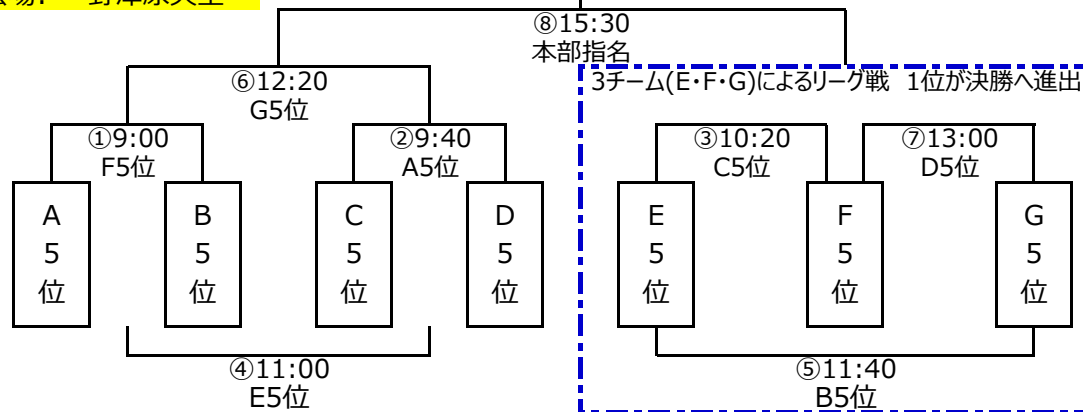 ⑧15:30
本部指名
⑥12:20
G5位
3チーム(E・F・G)によるリーグ戦 1位が決勝へ進出
①9:00
F5位
②9:40
A5位
③10:20
C5位
⑦13:00
D5位
A
5
位
B
5
位
C
5
位
D
5
位
E
5
位
F
5
位
G
5
位
④11:00
E5位
⑤11:40
B5位